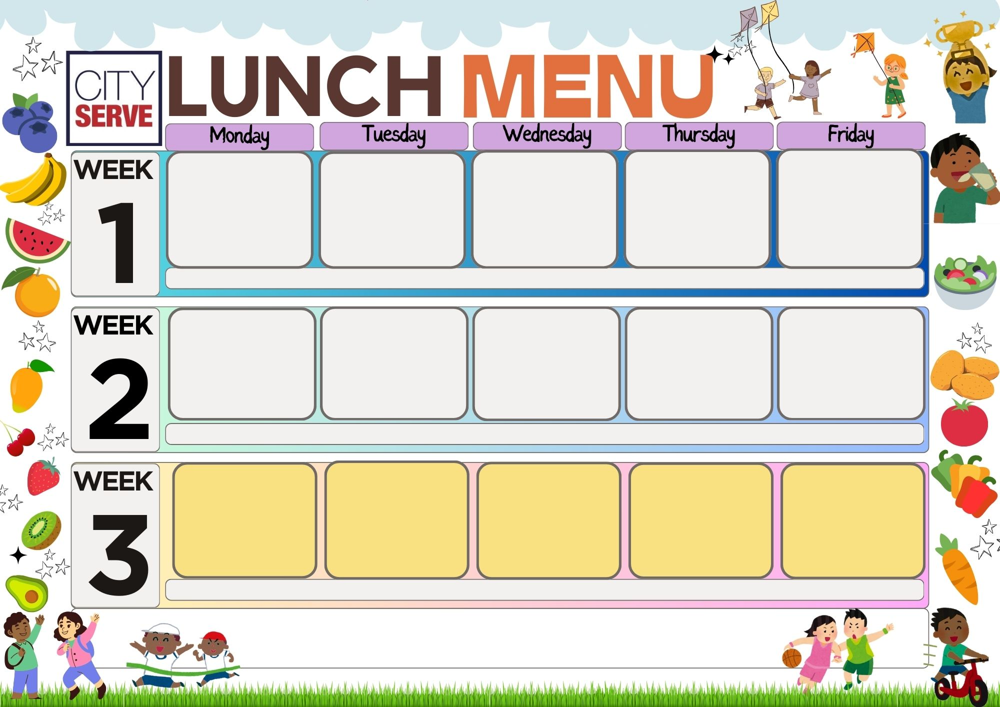 CITY
SERVE
LUNCH MENU
Monday Tuesday Wednesday Thursday Friday
WEEK
1
WEEK
2
WEEK
3